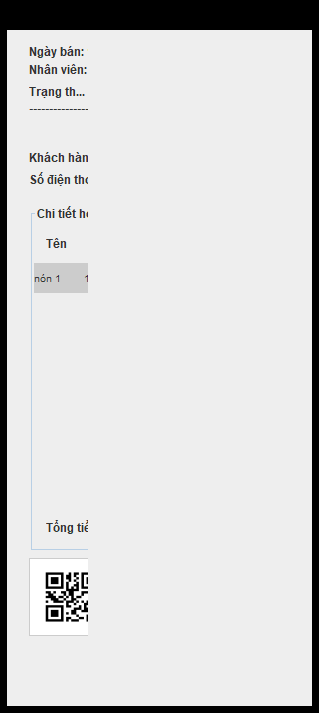 Ngày bán:
Nhân viên:
Trạng th...
---------------
Khách hàn
Số điện tho
Chi tiết h
Tên
nón 1 1
Tổng tiề